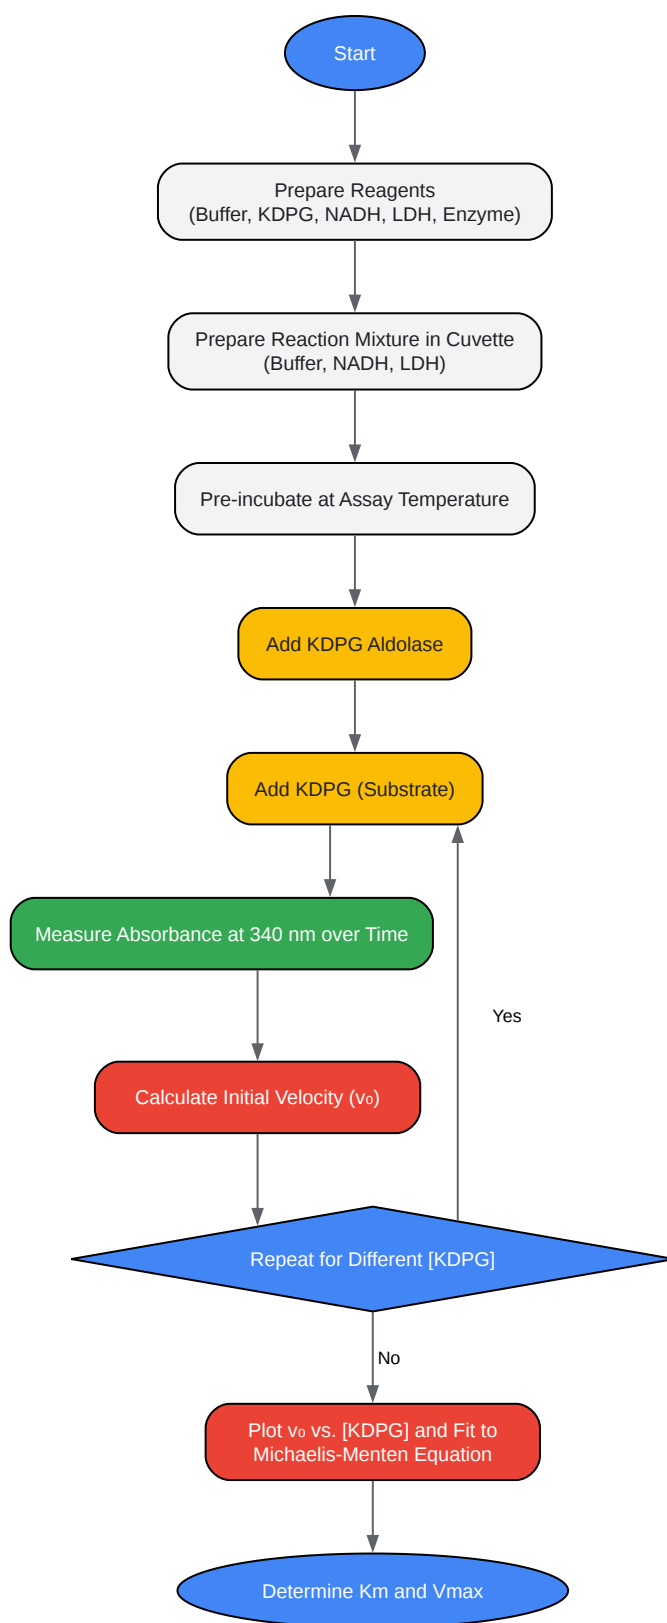 Start
Prepare Reagents
(Buffer, KDPG, NADH, LDH, Enzyme)
Prepare Reaction Mixture in Cuvette
(Buffer, NADH, LDH)
Pre-incubate at Assay Temperature
Add KDPG Aldolase
Add KDPG (Substrate)
Measure Absorbance at 340 nm over Time
Yes
Calculate Initial Velocity (v₀)
Repeat for Different [KDPG]
No
Plot v₀ vs. [KDPG] and Fit to
Michaelis-Menten Equation
Determine Km and Vmax